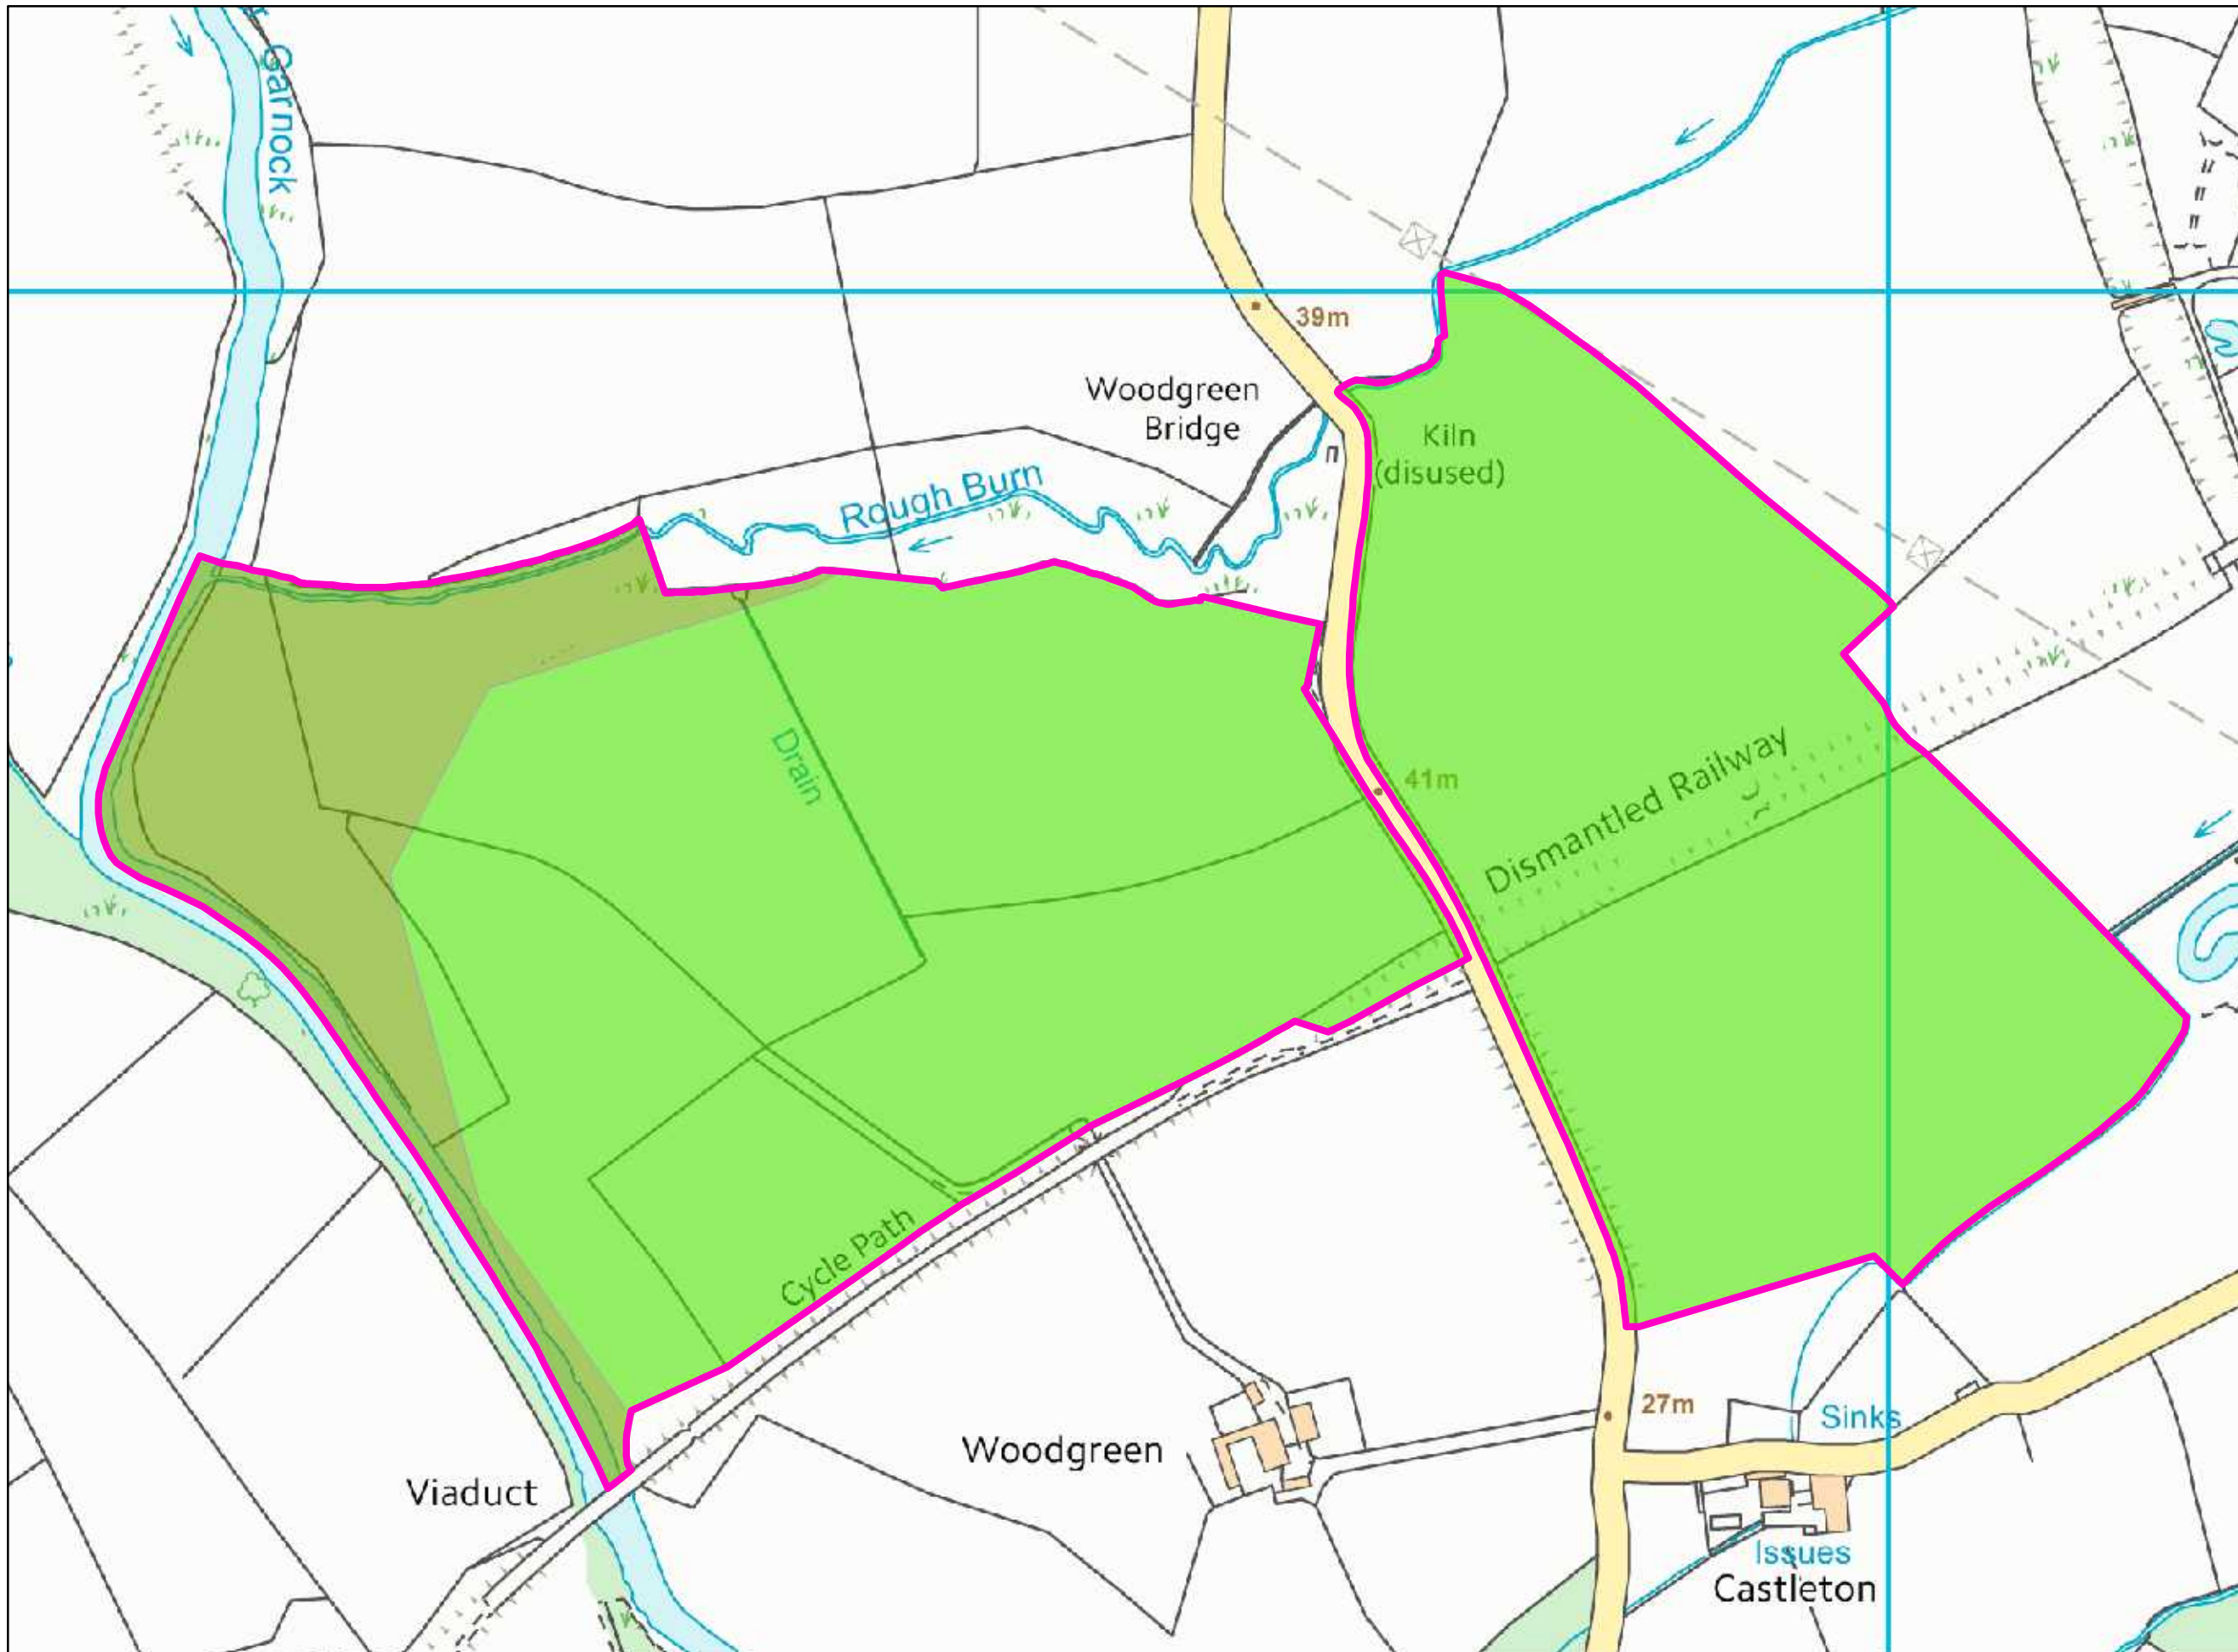 Garnock
39m
Woodgreen
Bridge
Kiln
(disused)
Rough Burn
Drain
41m
Dismantled Railway
Cycle Path
Woodgreen
27m
Sinks
Viaduct
Issues
Castleton